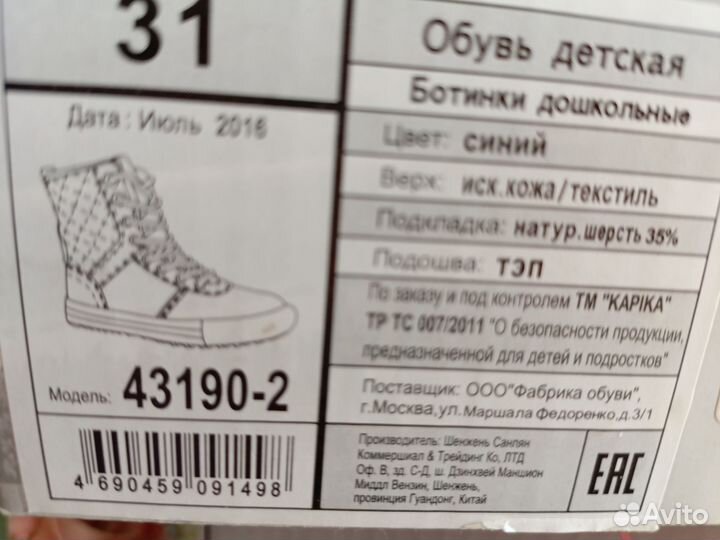 31
Дата: Июль 2016
Модель: 43190-2
4 690459 091498
Обувь детская
Ботинки дошкольные
Цвет: синий
Верх: иск.кожа/текстиль
Подкладка: натур.шерсть 35%
Подошва: ТЭП
По заказу и под контролем ТМ "KAPIKA"
ТР ТС 007/2011 "О безопасности продукции,
предназначенной для детей и подростков"
Поставщик: ООО"Фабрика обуви",
г.Москва,ул.Маршала Федоренко,д.3/1
Производитель: Шенжень Санлян
Коммершиал & Трейдинг Ко, ЛТД
Оф. В, зд. С-Д, ш. Дзинхвей Маншион
Миддл Вензин, Шенжень,
провинция Гуандонг, Китай
EAC
Avito